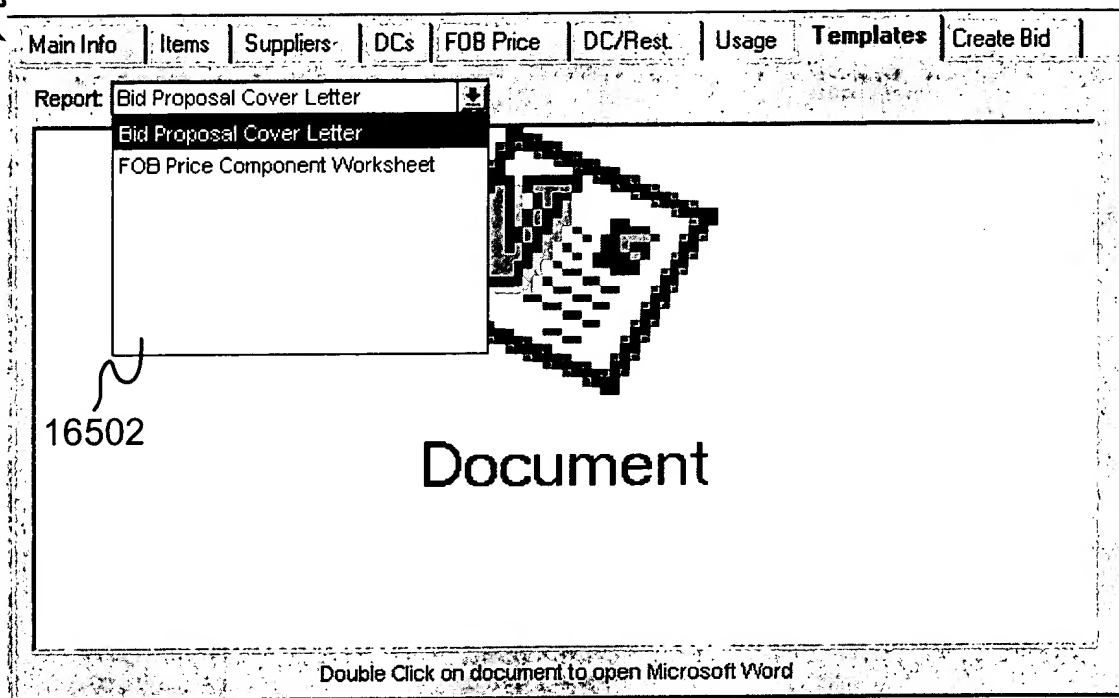 Main Info Items Suppliers DCs FOB Price DC/Rest. Usage Templates Create Bid
Report: Bid Proposal Cover Letter
Bid Proposal Cover Letter
FOB Price Component Worksheet
16502
Document
Double Click on document to open Microsoft Word